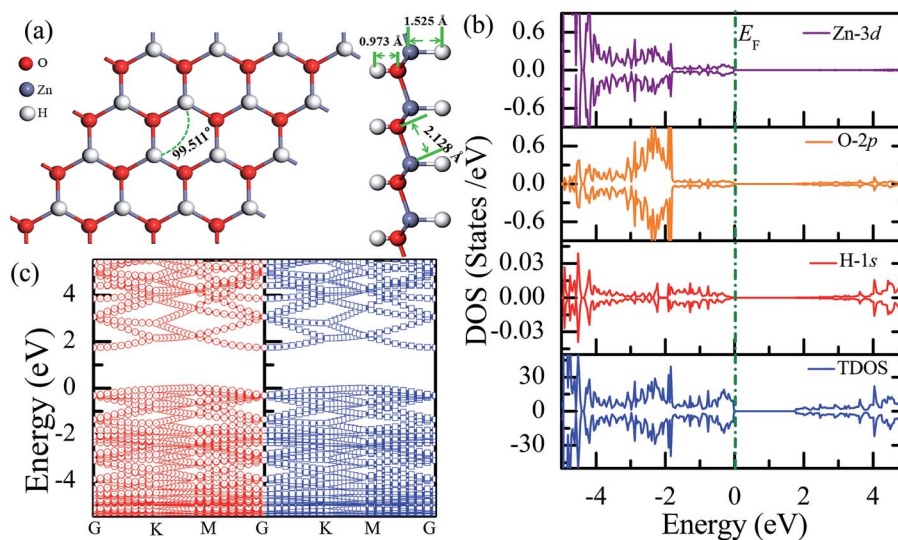 (a)
O
Zn
H
99.511°
0.973 Å
1.525 Å
2.128 Å
(b)
DOS (States /eV)
0.6
0.0
-0.6
E_F
Zn-3d
0.6
0.0
-0.6
O-2p
0.03
0.00
-0.03
H-1s
30
0
-30
TDOS
-4 -2 0 2 4
Energy (eV)
(c)
Energy (eV)
4
2
0
-2
-4
G K M G K M G